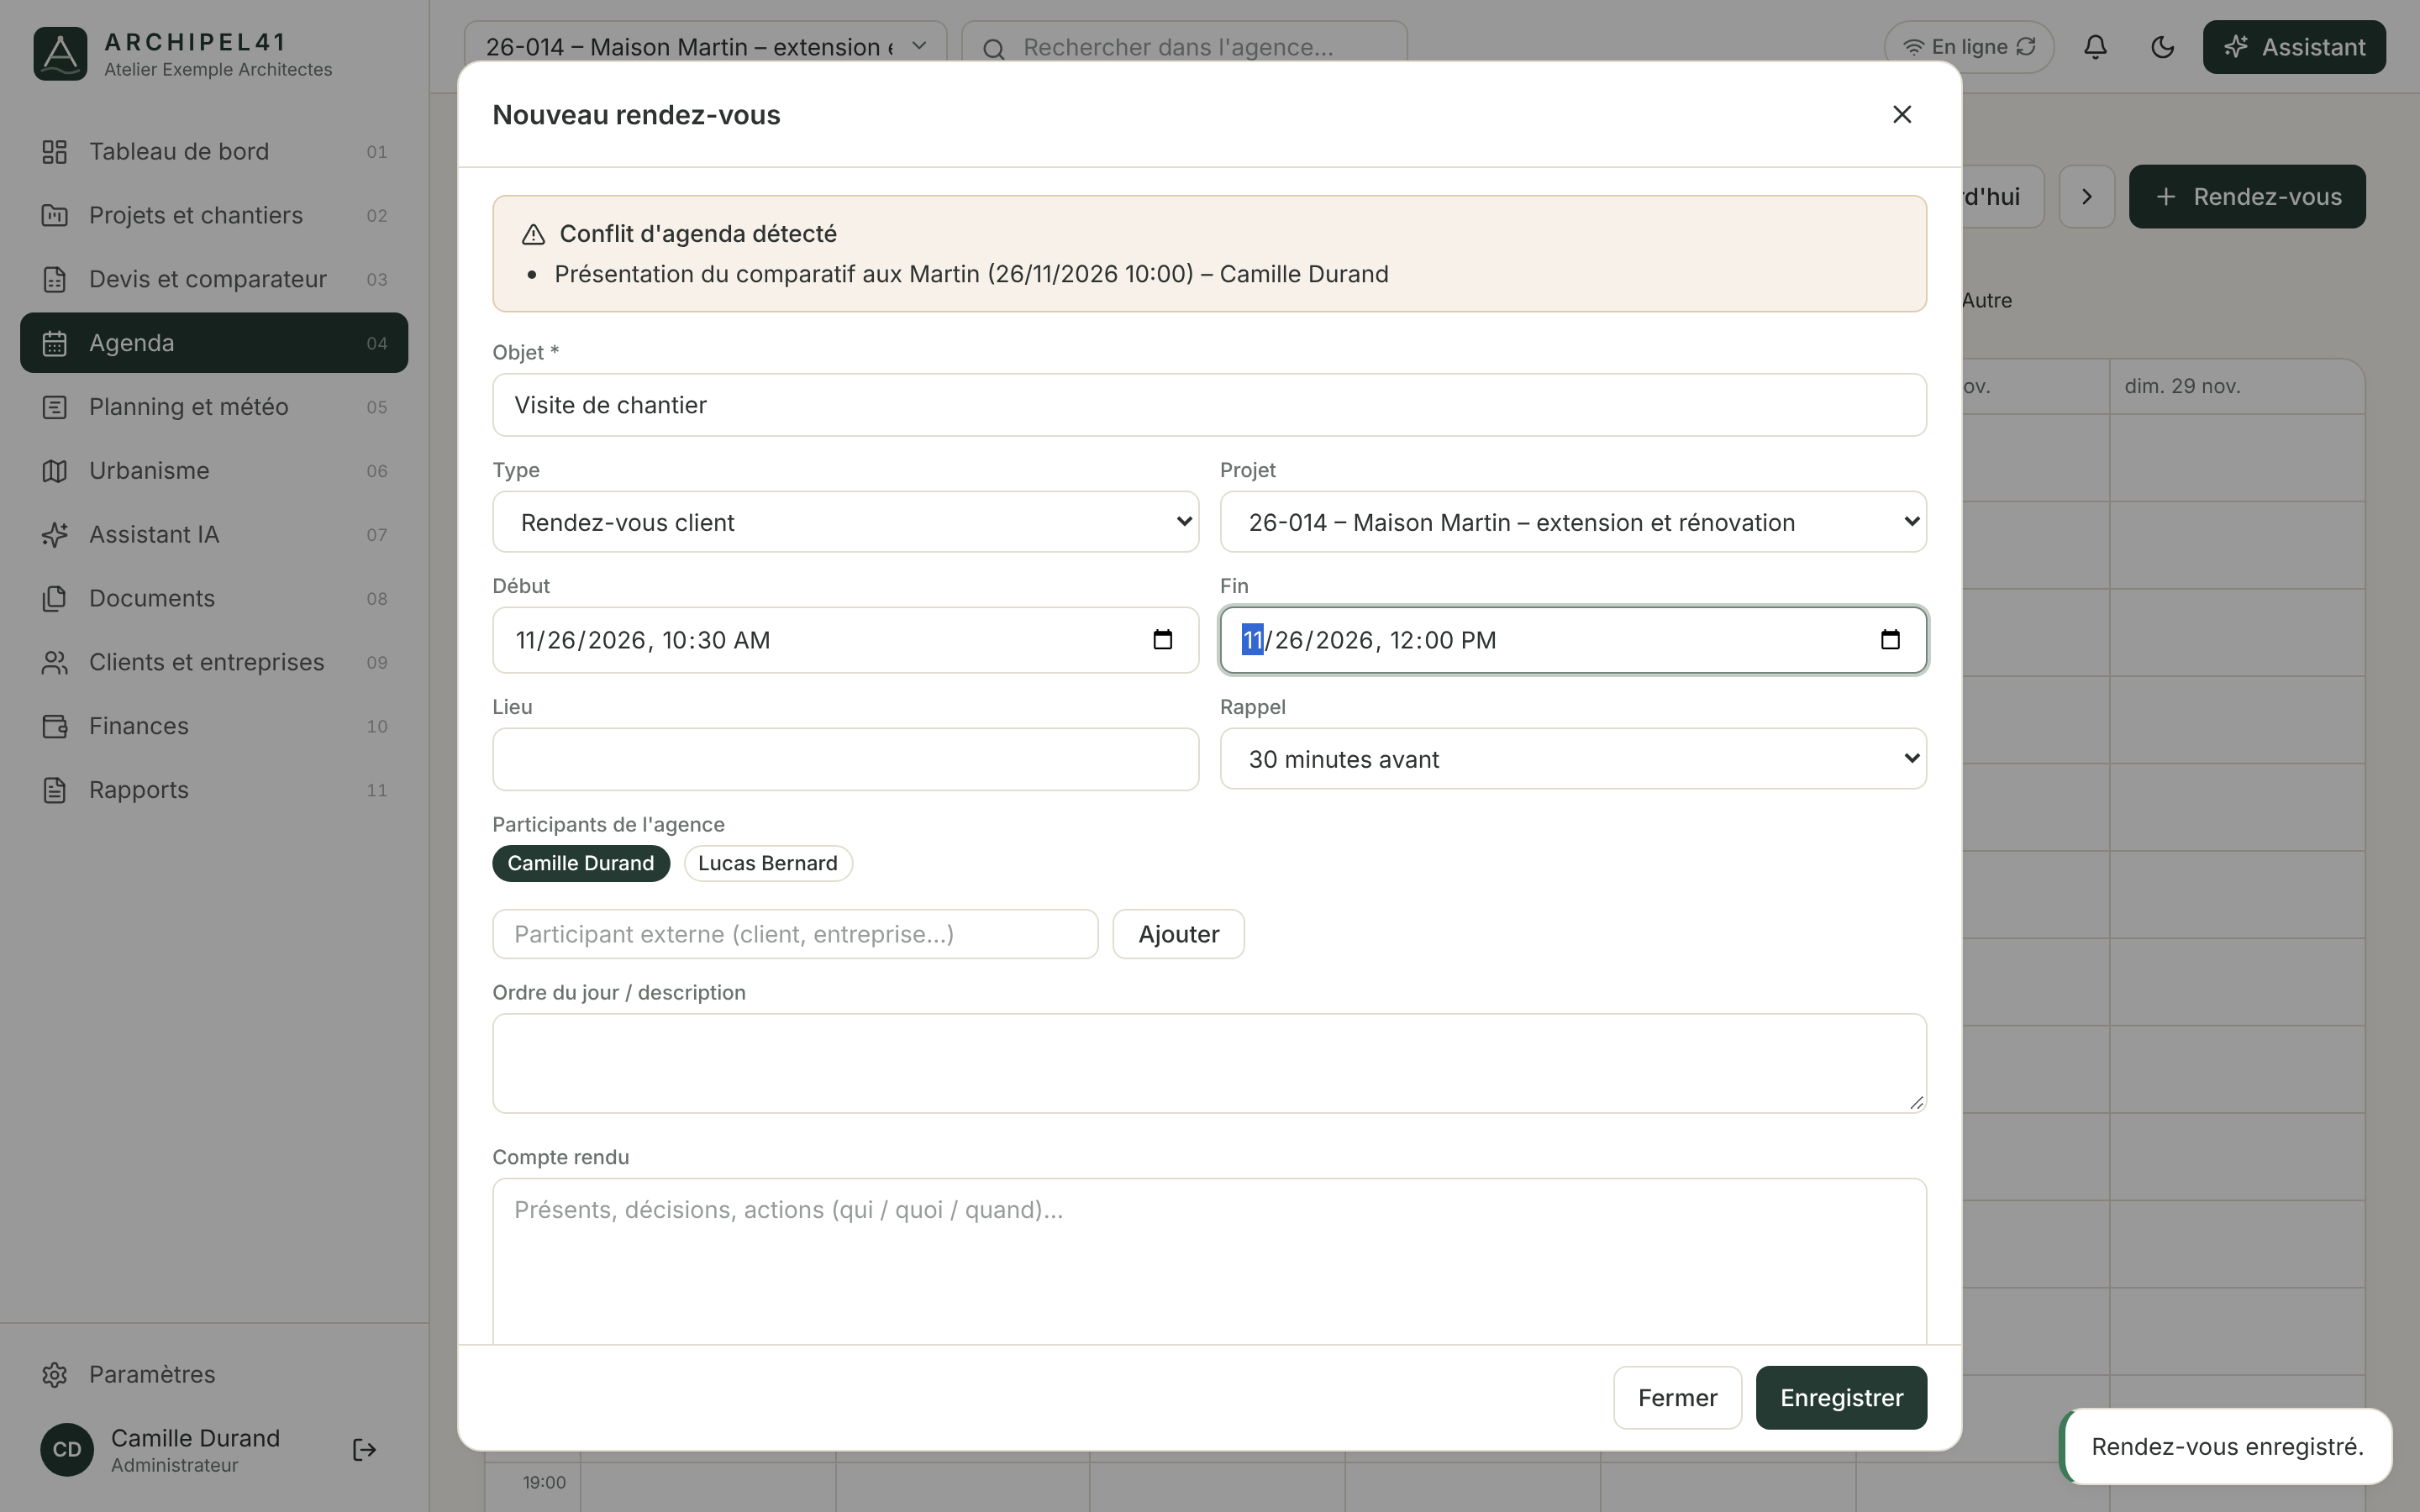 ARCHIPEL41
Atelier Exemple Architectes
Tableau de bord 01
Projets et chantiers 02
Devis et comparateur 03
Agenda 04
Planning et météo 05
Urbanisme 06
Assistant IA 07
Documents 08
Clients et entreprises 09
Finances 10
Rapports 11
Paramètres
CD
Camille Durand
Administrateur
26-014 – Maison Martin – extension
Rechercher dans l'agence...
En ligne
Assistant
d'hui
Rendez-vous
Autre
ov.
dim. 29 nov.
Nouveau rendez-vous
Conflit d'agenda détecté
• Présentation du comparatif aux Martin (26/11/2026 10:00) – Camille Durand
Objet *
Visite de chantier
Type
Projet
Rendez-vous client
26-014 – Maison Martin – extension et rénovation
Début
Fin
11/26/2026, 10:30 AM
11/26/2026, 12:00 PM
Lieu
Rappel
30 minutes avant
Participants de l'agence
Camille Durand
Lucas Bernard
Participant externe (client, entreprise...)
Ajouter
Ordre du jour / description
Compte rendu
Présents, décisions, actions (qui / quoi / quand)...
Fermer
Enregistrer
19:00
Rendez-vous enregistré.